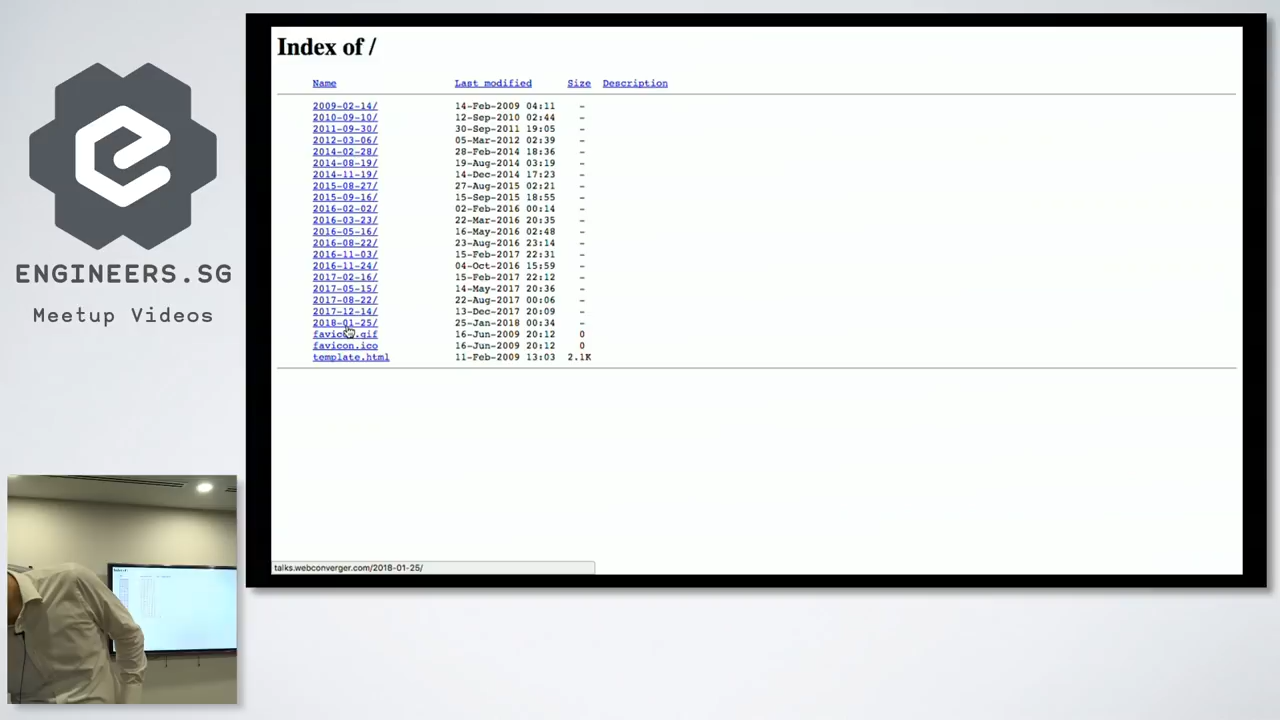 ENGINEERS.SG
Meetup Videos
Index of /
Name Last modified Size Description
2009-02-14/ 14-Feb-2009 04:11 -
2010-09-10/ 12-Sep-2010 02:44 -
2011-09-30/ 30-Sep-2011 19:05 -
2012-03-06/ 05-Mar-2012 02:39 -
2014-02-28/ 28-Feb-2014 18:36 -
2014-08-19/ 19-Aug-2014 03:19 -
2014-11-19/ 14-Dec-2014 17:23 -
2015-08-27/ 27-Aug-2015 02:21 -
2015-09-16/ 15-Sep-2015 18:55 -
2016-02-02/ 02-Feb-2016 00:14 -
2016-03-23/ 22-Mar-2016 20:35 -
2016-05-16/ 16-May-2016 02:48 -
2016-08-22/ 23-Aug-2016 23:14 -
2016-11-03/ 15-Feb-2017 22:31 -
2016-11-24/ 04-Oct-2016 15:59 -
2017-02-16/ 15-Feb-2017 22:12 -
2017-05-15/ 14-May-2017 20:36 -
2017-08-22/ 22-Aug-2017 00:06 -
2017-12-14/ 13-Dec-2017 20:09 -
2018-01-25/ 25-Jan-2018 00:34 -
favicon.gif 16-Jun-2009 20:12 0
favicon.ico 16-Jun-2009 20:12 0
template.html 11-Feb-2009 13:03 2.1K
talks.webconverger.com/2018-01-25/